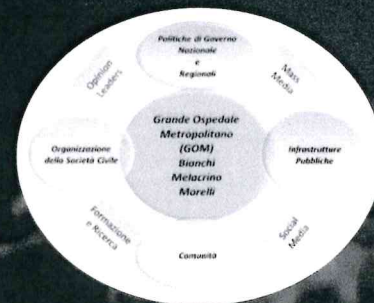 Politiche di Governo
Nazionale
e
Regionali
Opinion
Leaders
Mass
Media
Grande Ospedale
Metropolitano
(GOM)
Bianchi
Melacrino
Morelli
Organizzazione
della Società Civile
Infrastrutture
Pubbliche
Formazione
e Ricerca
Social
Media
Comunità